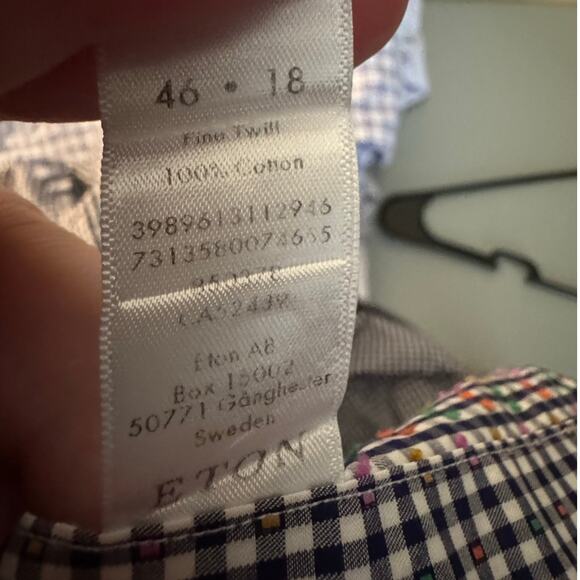 46 • 18
Fine Twill
100% Cotton
3989613112946
7313580074655
Eton AB
Box 15002
50771 Gånghester
Sweden
ETON